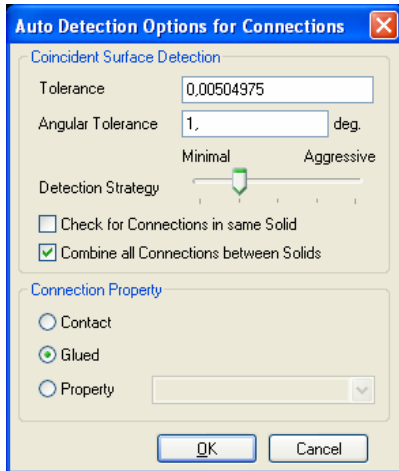 Auto Detection Options for Connections
Coincident Surface Detection
Tolerance 0,00504975
Angular Tolerance 1, deg.
Minimal Aggressive
Detection Strategy
Check for Connections in same Solid
Combine all Connections between Solids
Connection Property
Contact
Glued
Property
OK Cancel